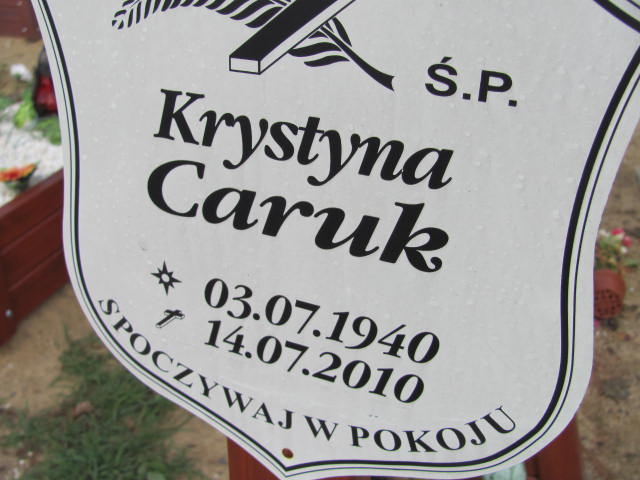 Ś.P.
Krystyna
Caruk
03.07.1940
14.07.2010
SPOCZYWAJ W POKOJU